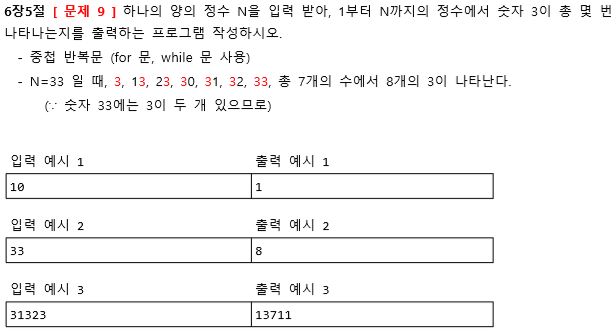 6장5절 [ 문제 9 ] 하나의 양의 정수 N을 입력 받아, 1부터 N까지의 정수에서 숫자 3이 총 몇 번
나타나는지를 출력하는 프로그램 작성하시오.
- 중첩 반복문 (for 문, while 문 사용)
- N=33 일 때, 3, 13, 23, 30, 31, 32, 33, 총 7개의 수에서 8개의 3이 나타난다.
(∵ 숫자 33에는 3이 두 개 있으므로)
입력 예시 1 출력 예시 1
10 1
입력 예시 2 출력 예시 2
33 8
입력 예시 3 출력 예시 3
31323 13711